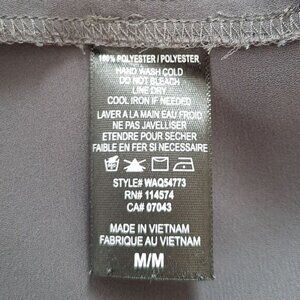 100% POLYESTER / POLYESTER
HAND WASH COLD
DO NOT BLEACH
LINE DRY
COOL IRON IF NEEDED
LAVER A LA MAIN EAU FROID
NE PAS JAVELLISER
ETENDRE POUR SECHER
FAIBLE EN FER SI NECESSAIRE
STYLE# WAQ54773
RN# 114574
CA# 07043
MADE IN VIETNAM
FABRIQUE AU VIETNAM
M/M